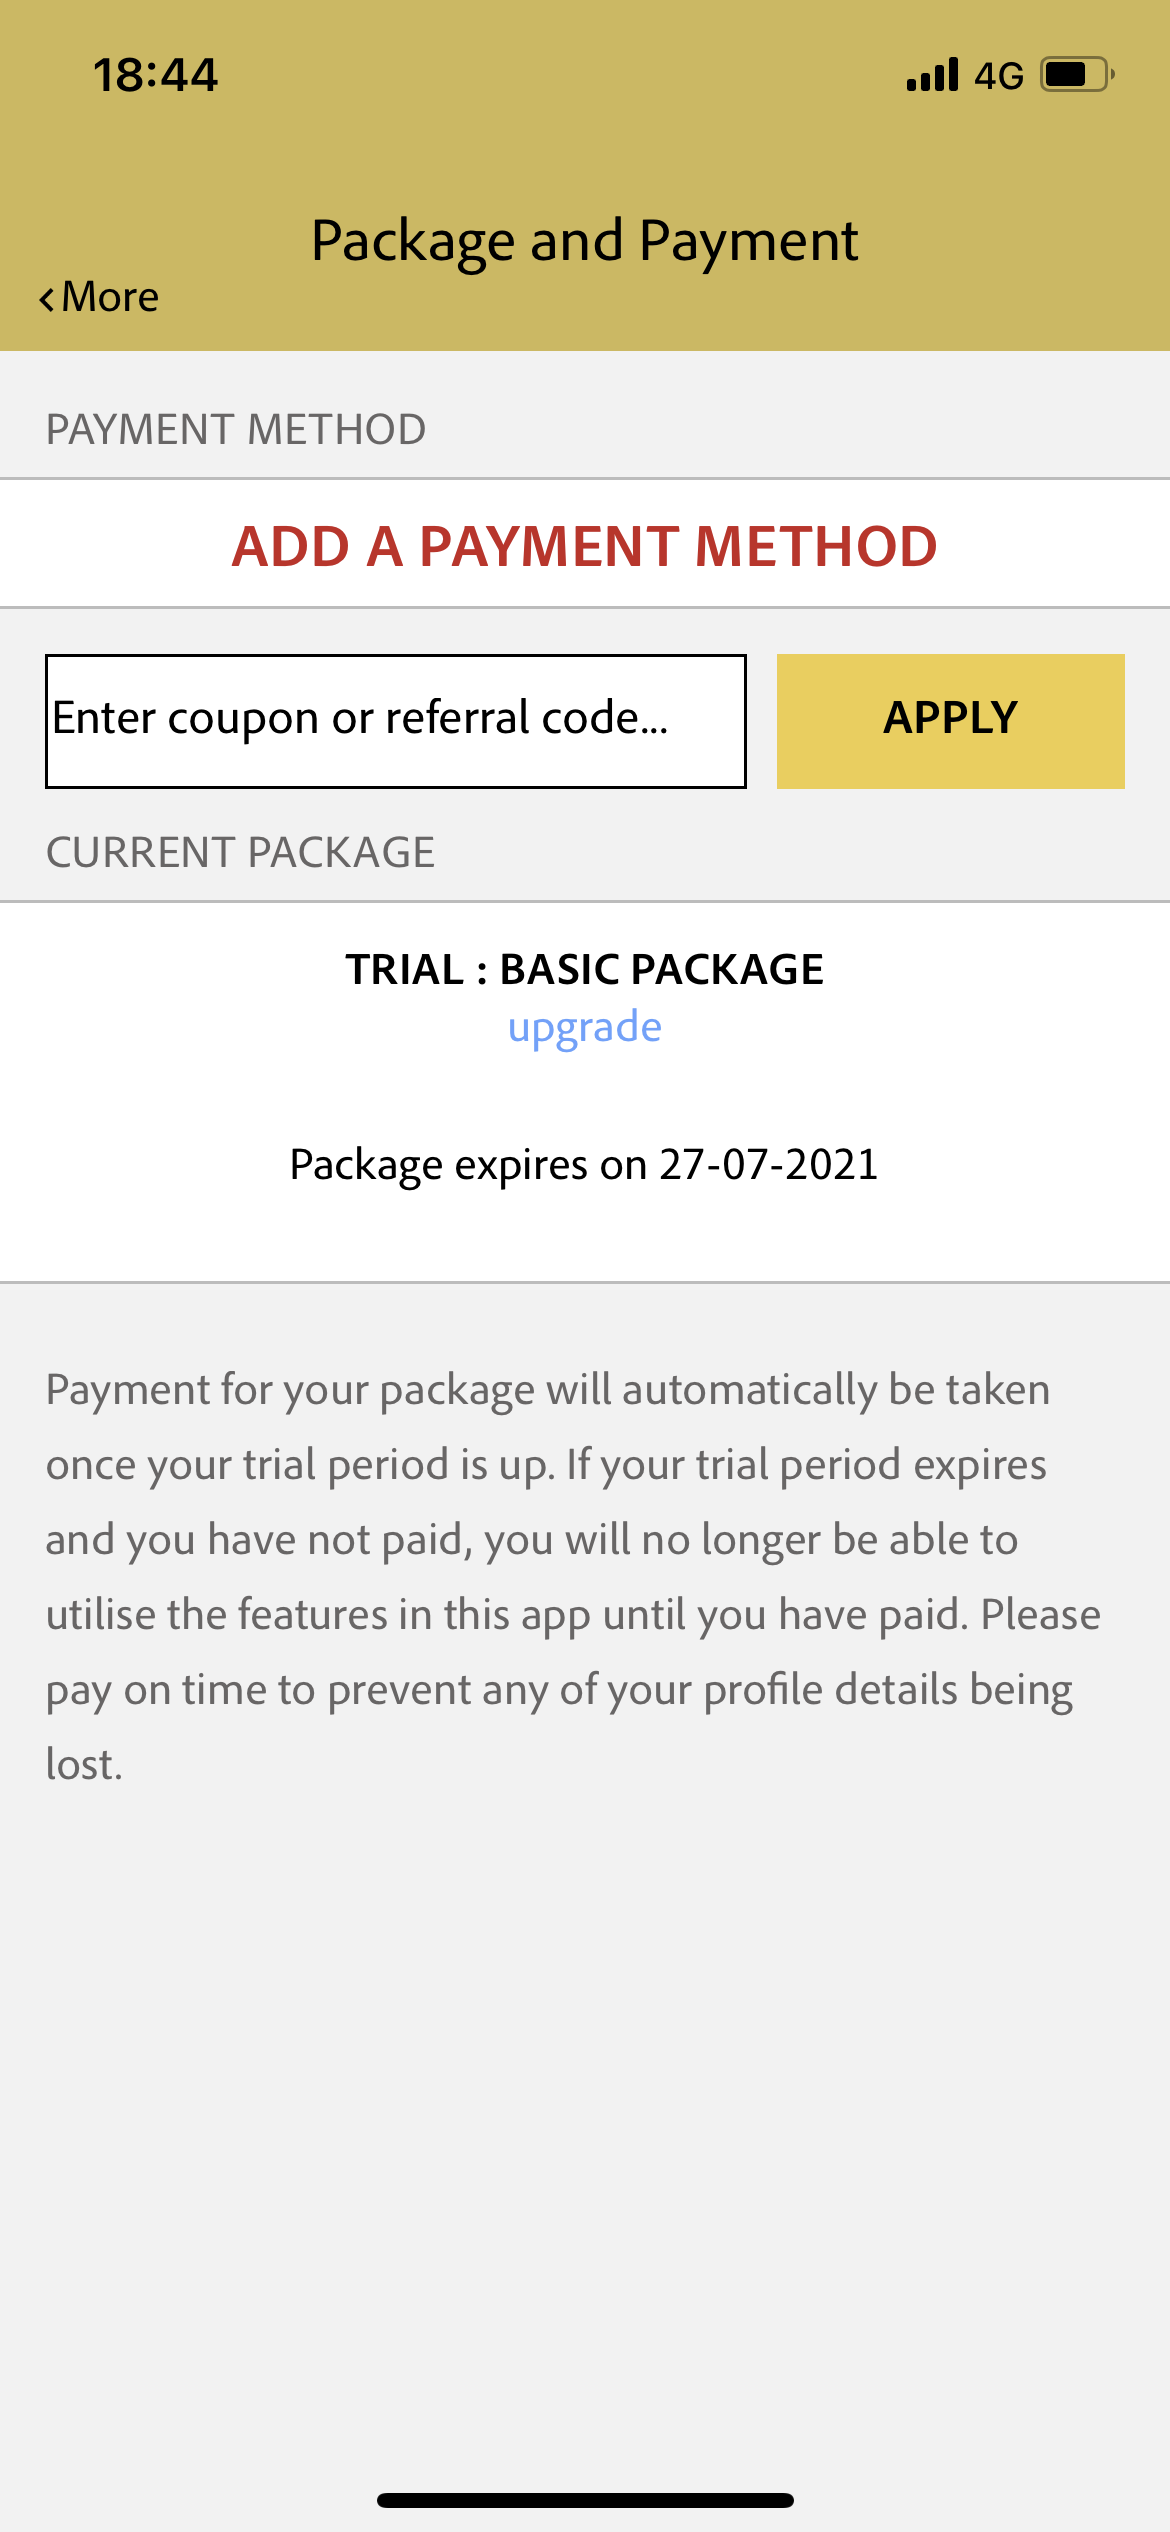 18:44
4G
Package and Payment
‹More
PAYMENT METHOD
ADD A PAYMENT METHOD
Enter coupon or referral code...
APPLY
CURRENT PACKAGE
TRIAL : BASIC PACKAGE
upgrade
Package expires on 27-07-2021
Payment for your package will automatically be taken
once your trial period is up. If your trial period expires
and you have not paid, you will no longer be able to
utilise the features in this app until you have paid. Please
pay on time to prevent any of your profile details being
lost.